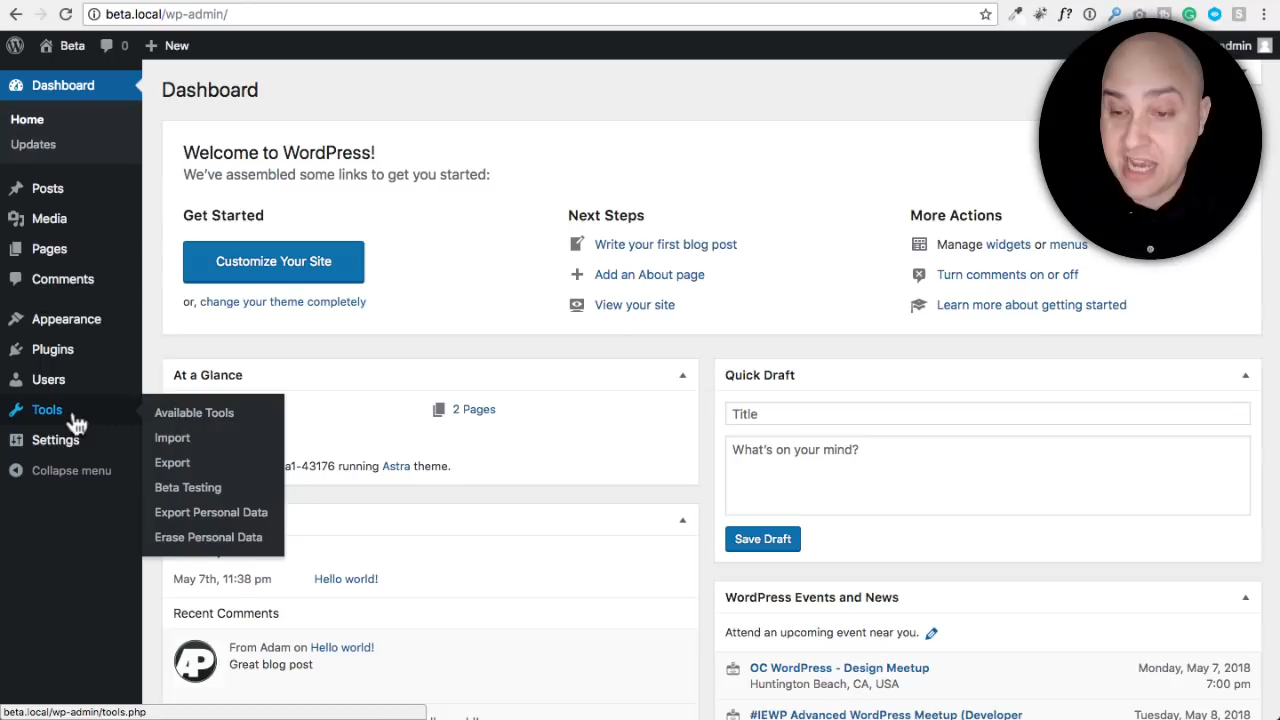 beta.local/wp-admin/
f?
Beta
0
New
admin
Dashboard
Home
Updates
Posts
Media
Pages
Comments
Appearance
Plugins
Users
Tools
Settings
Collapse menu
Available Tools
Import
Export
Beta Testing
Export Personal Data
Erase Personal Data
Dashboard
Welcome to WordPress!
We've assembled some links to get you started:
Get Started
Customize Your Site
or, change your theme completely
Next Steps
Write your first blog post
Add an About page
View your site
More Actions
Manage widgets or menus
Turn comments on or off
Learn more about getting started
At a Glance
2 Pages
a1-43176 running Astra theme.
May 7th, 11:38 pm
Hello world!
Recent Comments
AP
From Adam on Hello world!
Great blog post
Quick Draft
Title
What's on your mind?
Save Draft
WordPress Events and News
Attend an upcoming event near you.
OC WordPress - Design Meetup
Monday, May 7, 2018
Huntington Beach, CA, USA
7:00 pm
#IEWP Advanced WordPress Meetup (Developer
Tuesday, May 8, 2018
beta.local/wp-admin/tools.php